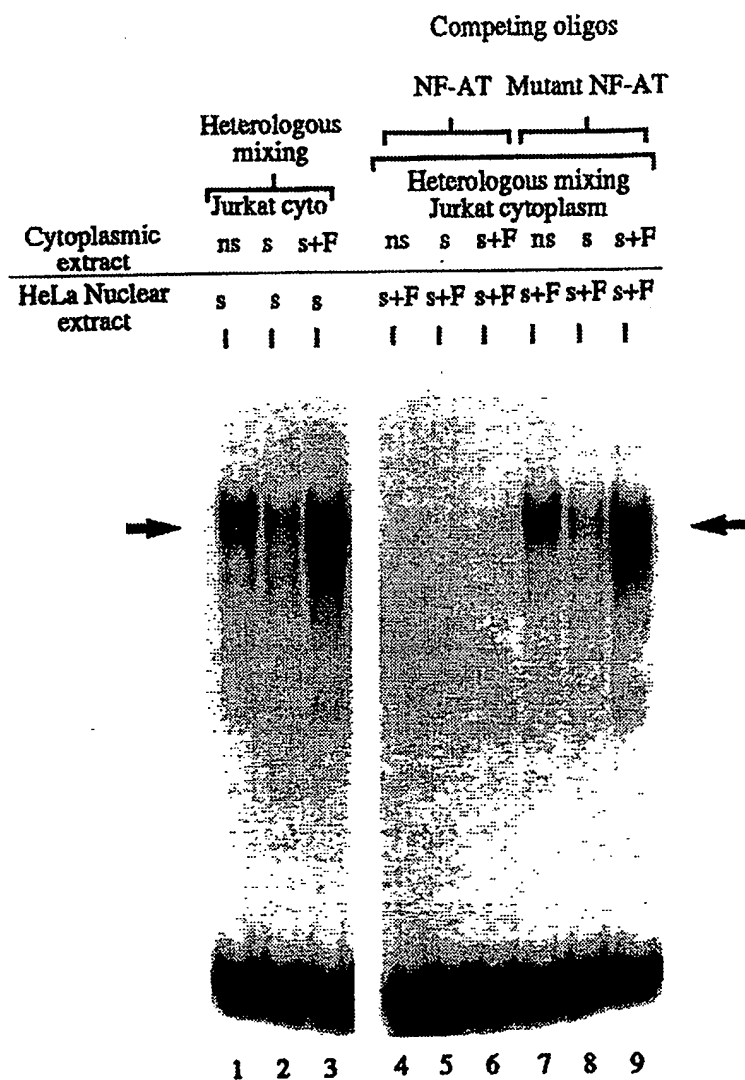 Competing oligos
NF-AT Mutant NF-AT
Heterologous
mixing
Heterologous mixing
Jurkat cyto
Jurkat cytoplasm
Cytoplasmic
extract
ns s s+F ns s s+F ns s s+F
HeLa Nuclear
extract
s s s s+F s+F s+F s+F s+F s+F
1 2 3 4 5 6 7 8 9